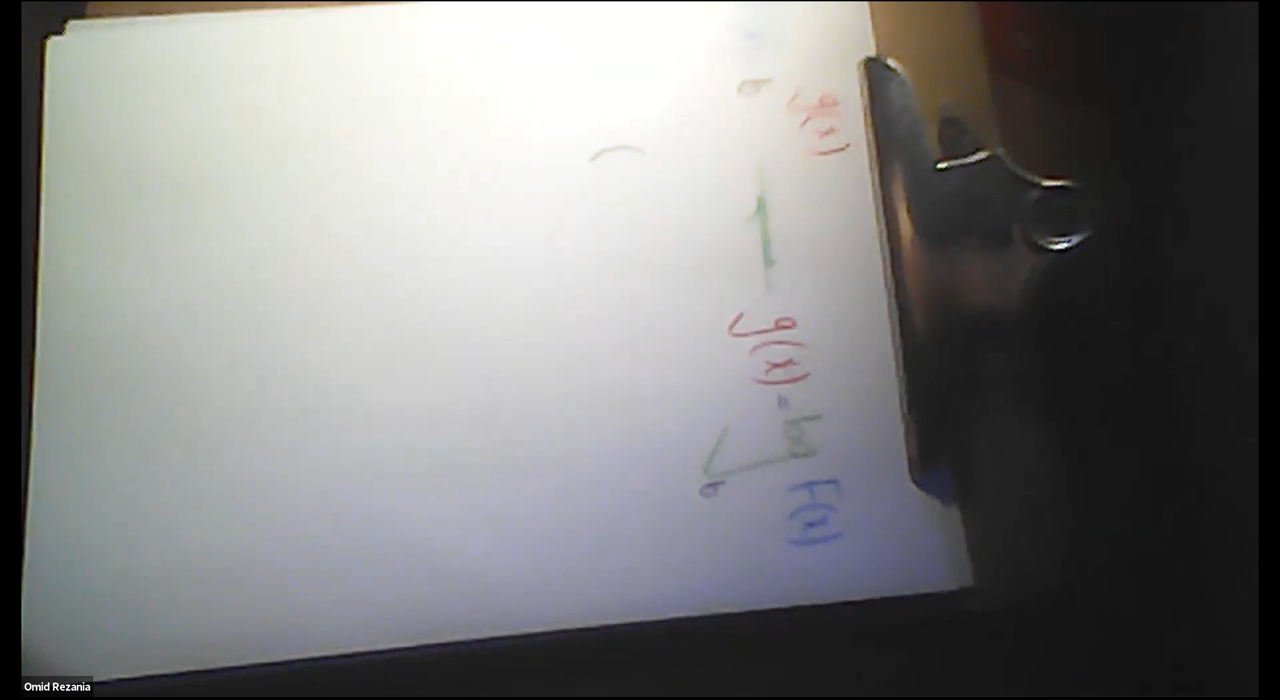 b g(x) g(x) = log b F(x)
(
Omid Rezania